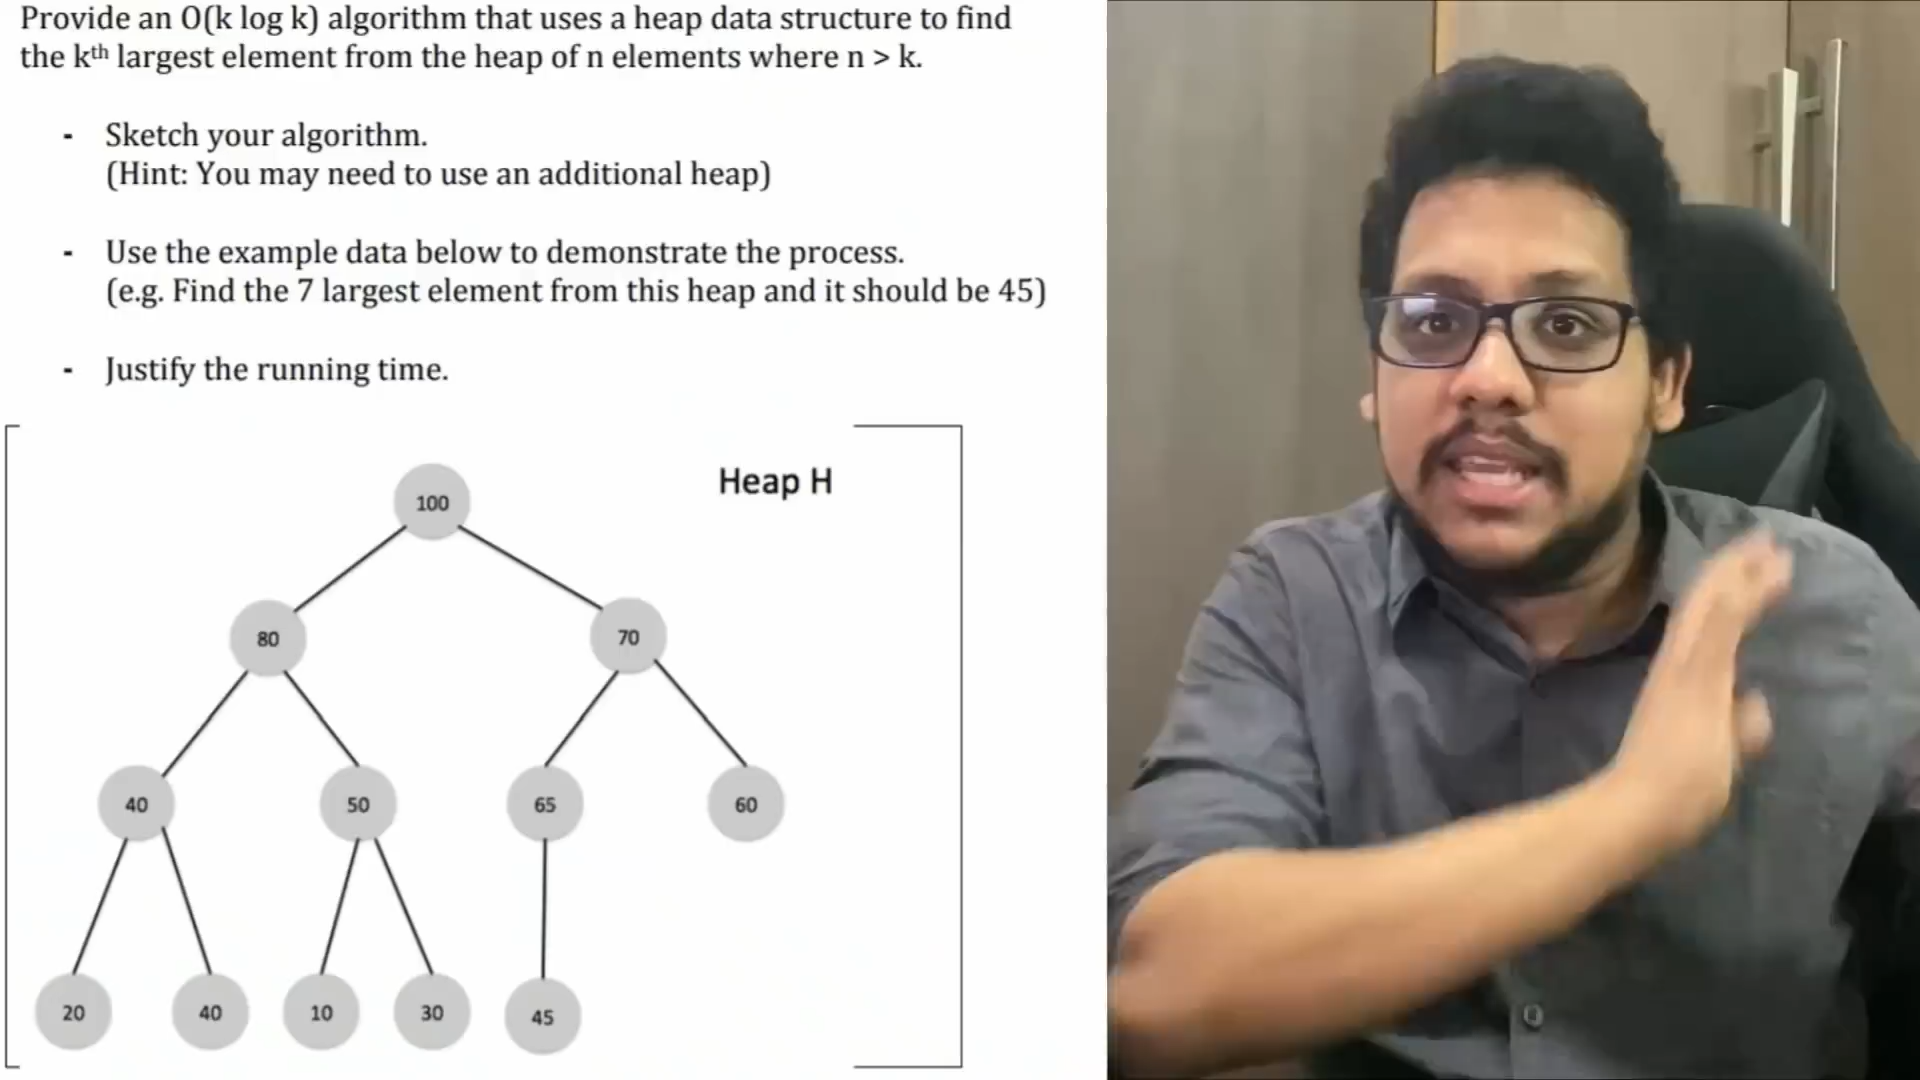 Provide an O(k log k) algorithm that uses a heap data structure to find
the kth largest element from the heap of n elements where n > k.
- Sketch your algorithm.
(Hint: You may need to use an additional heap)
- Use the example data below to demonstrate the process.
(e.g. Find the 7 largest element from this heap and it should be 45)
- Justify the running time.
Heap H
100
80 70
40 50 65 60
20 40 10 30 45